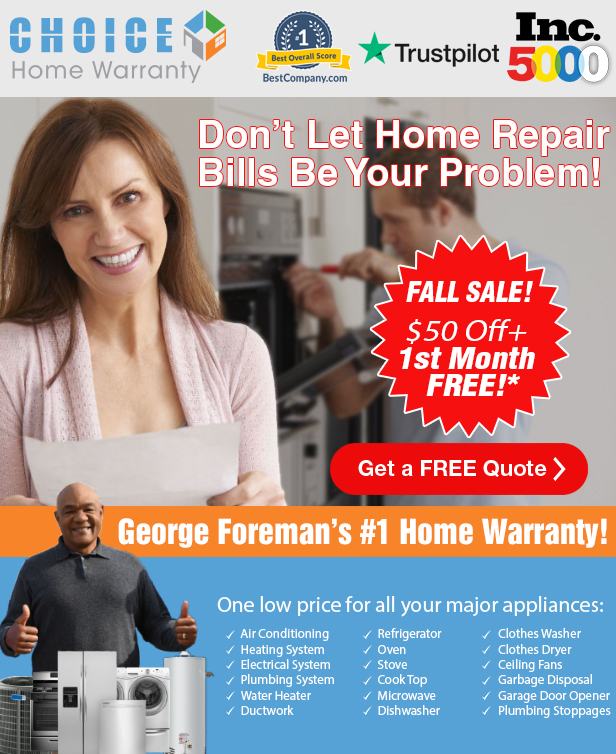 CHOICE
Home Warranty
#1
Best Overall Score
BestCompany.com
Trustpilot
Inc.
5000
Don't Let Home Repair
Bills Be Your Problem!
FALL SALE!
$50 Off+
1st Month
FREE!*
Get a FREE Quote
George Foreman's #1 Home Warranty!
One low price for all your major appliances:
✓ Air Conditioning
✓ Heating System
✓ Electrical System
✓ Plumbing System
✓ Water Heater
✓ Ductwork
✓ Refrigerator
✓ Oven
✓ Stove
✓ Cook Top
✓ Microwave
✓ Dishwasher
✓ Clothes Washer
✓ Clothes Dryer
✓ Ceiling Fans
✓ Garbage Disposal
✓ Garage Door Opener
✓ Plumbing Stoppages